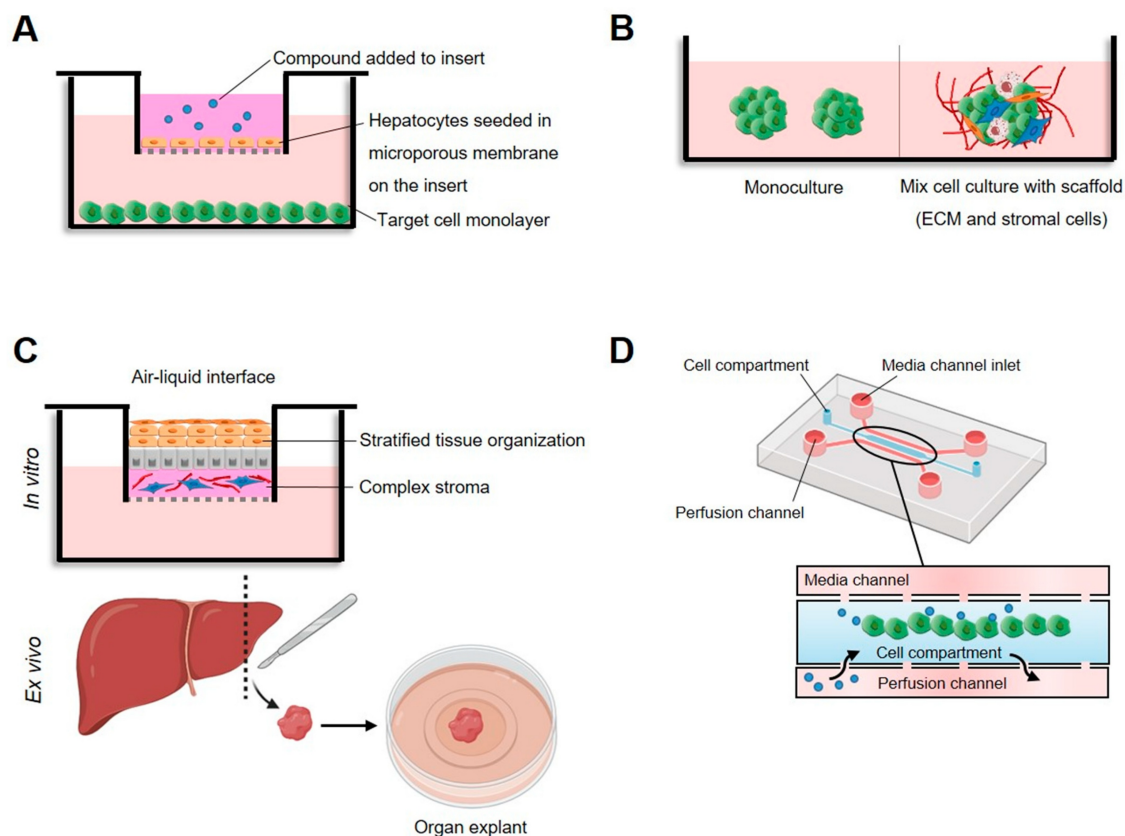 A
Compound added to insert
Hepatocytes seeded in
microporous membrane
on the insert
Target cell monolayer
B
Monoculture
Mix cell culture with scaffold
(ECM and stromal cells)
C
Air-liquid interface
In vitro
Stratified tissue organization
Complex stroma
Ex vivo
Organ explant
D
Cell compartment
Media channel inlet
Perfusion channel
Media channel
Cell compartment
Perfusion channel